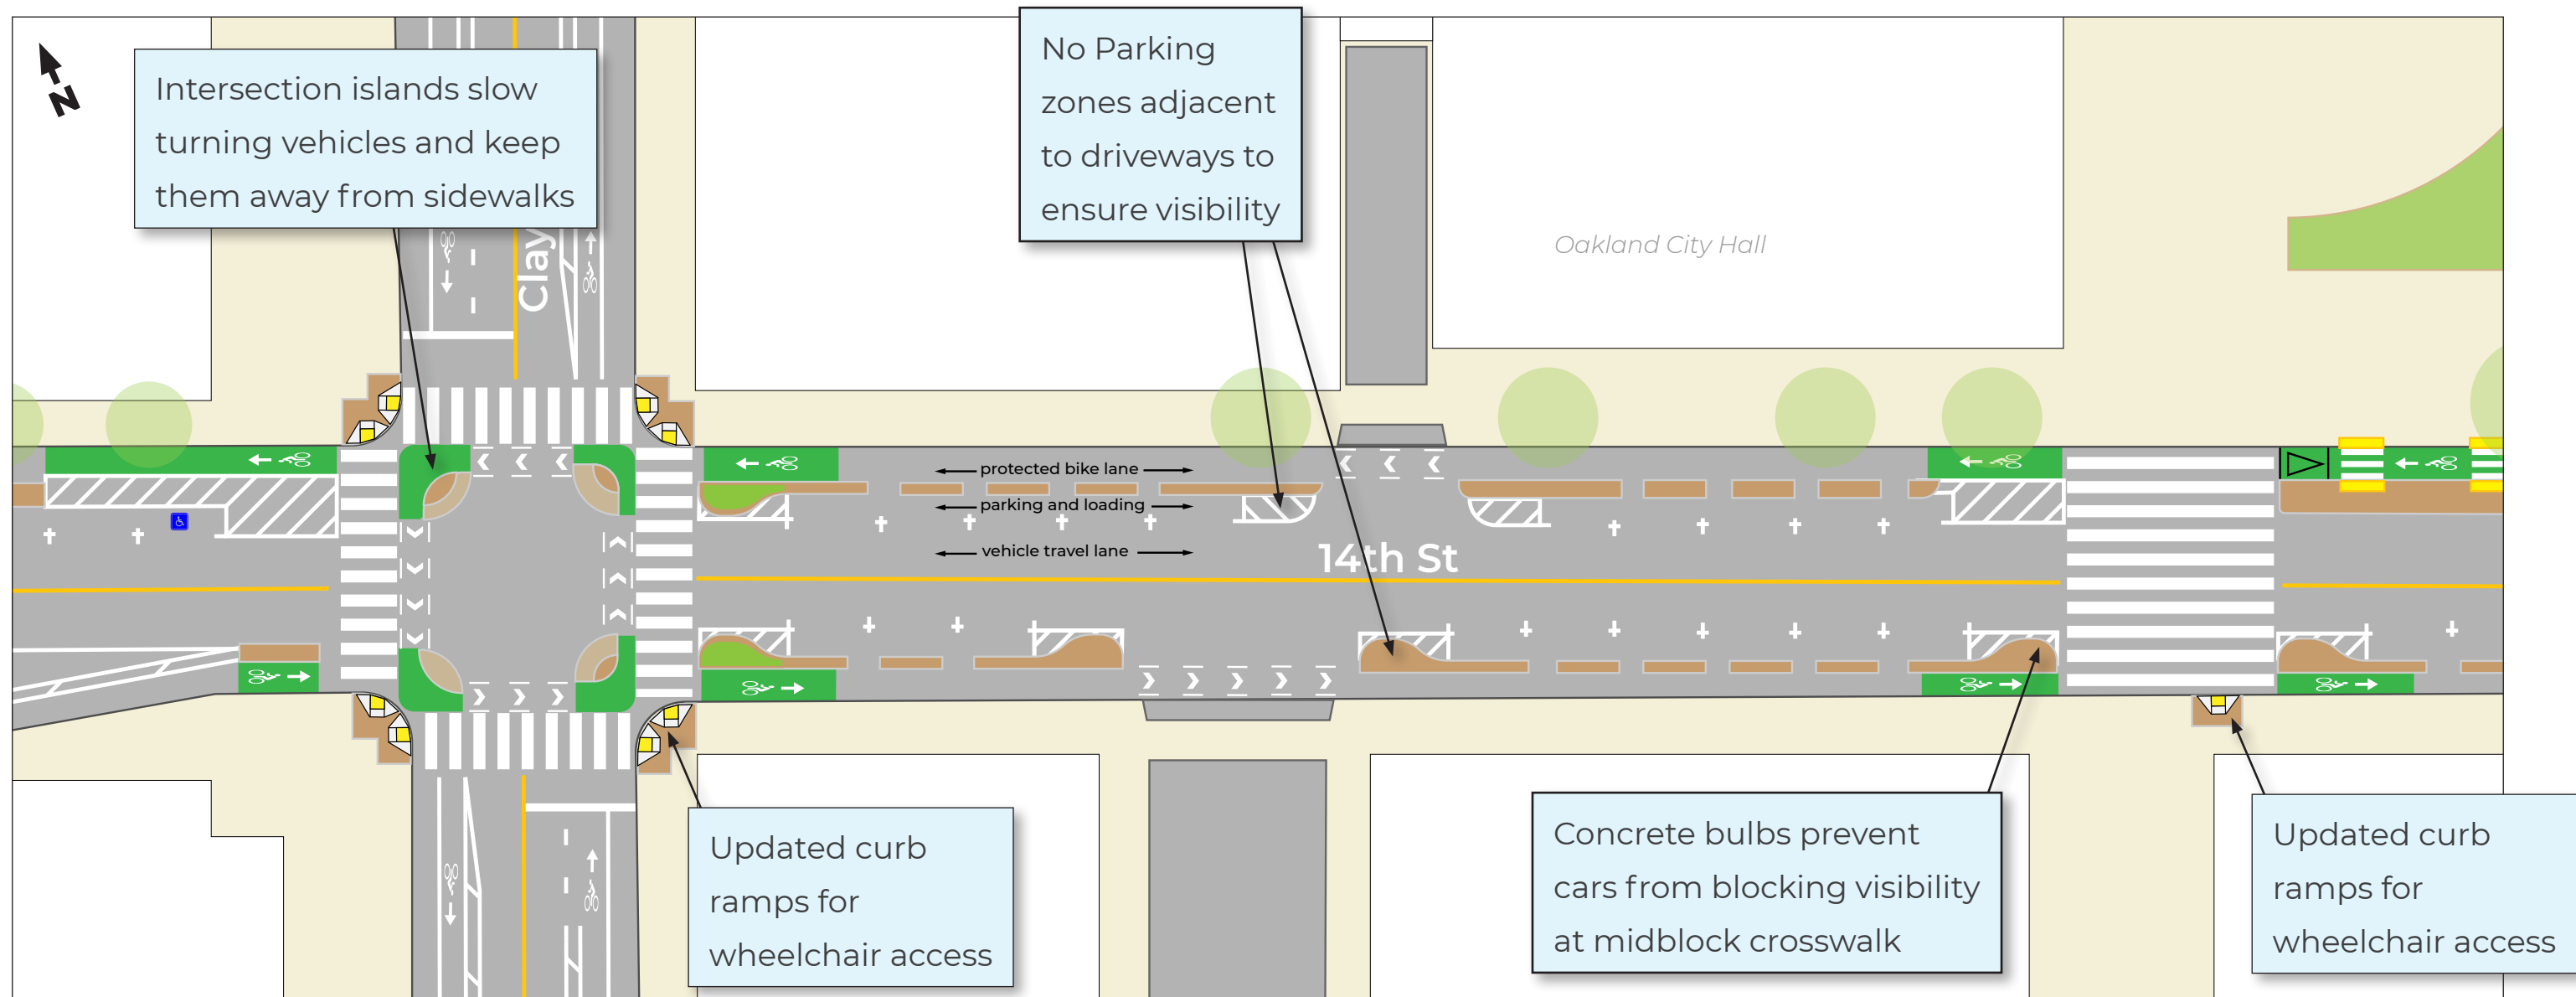 N
Intersection islands slow
turning vehicles and keep
them away from sidewalks
No Parking
zones adjacent
to driveways to
ensure visibility
Oakland City Hall
Clay
protected bike lane
parking and loading
vehicle travel lane
14th St
Updated curb
ramps for
wheelchair access
Concrete bulbs prevent
cars from blocking visibility
at midblock crosswalk
Updated curb
ramps for
wheelchair access